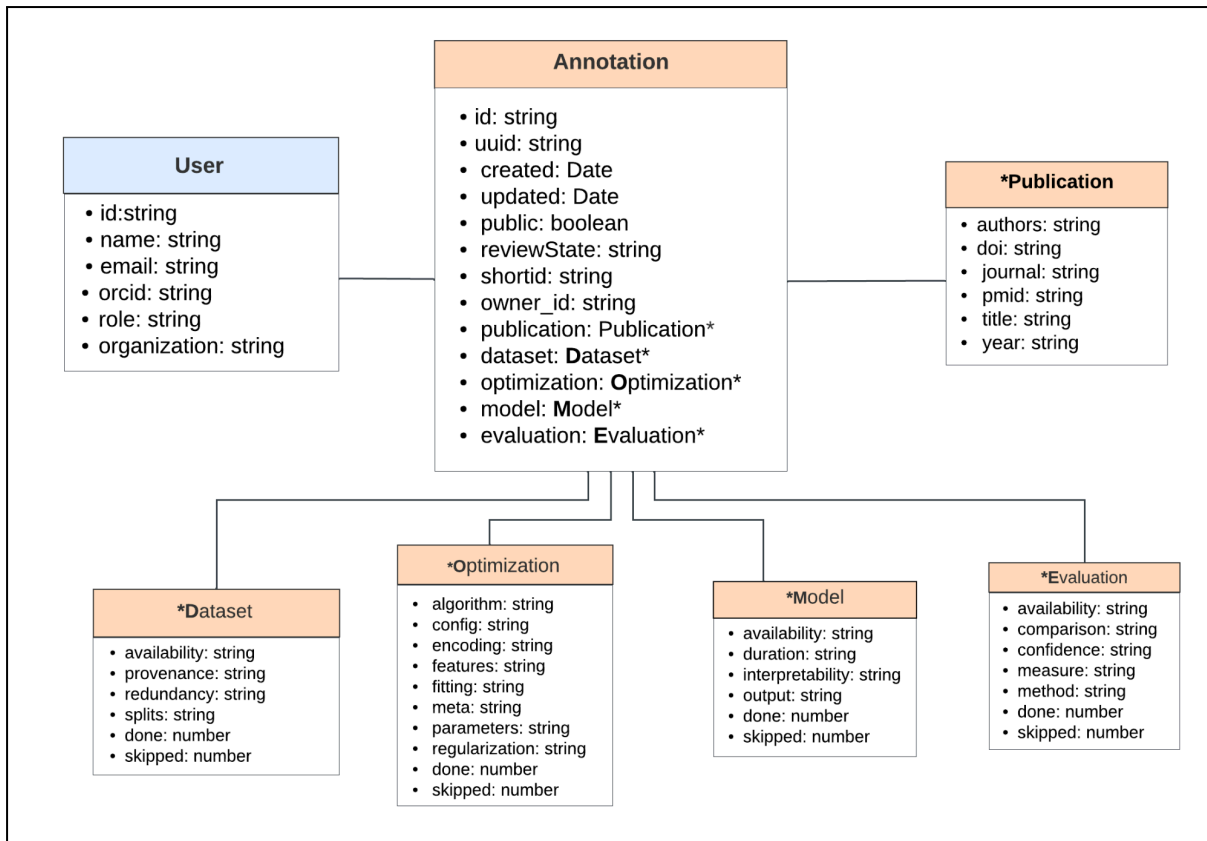 Annotation
• id: string
• uuid: string
• created: Date
• updated: Date
• public: boolean
• reviewState: string
• shortid: string
• owner_id: string
• publication: Publication*
• dataset: Dataset*
• optimization: Optimization*
• model: Model*
• evaluation: Evaluation*
User
• id:string
• name: string
• email: string
• orcid: string
• role: string
• organization: string
*Publication
• authors: string
• doi: string
• journal: string
• pmid: string
• title: string
• year: string
*Dataset
• availability: string
• provenance: string
• redundancy: string
• splits: string
• done: number
• skipped: number
*Optimization
• algorithm: string
• config: string
• encoding: string
• features: string
• fitting: string
• meta: string
• parameters: string
• regularization: string
• done: number
• skipped: number
*Model
• availability: string
• duration: string
• interpretability: string
• output: string
• done: number
• skipped: number
*Evaluation
• availability: string
• comparison: string
• confidence: string
• measure: string
• method: string
• done: number
• skipped: number